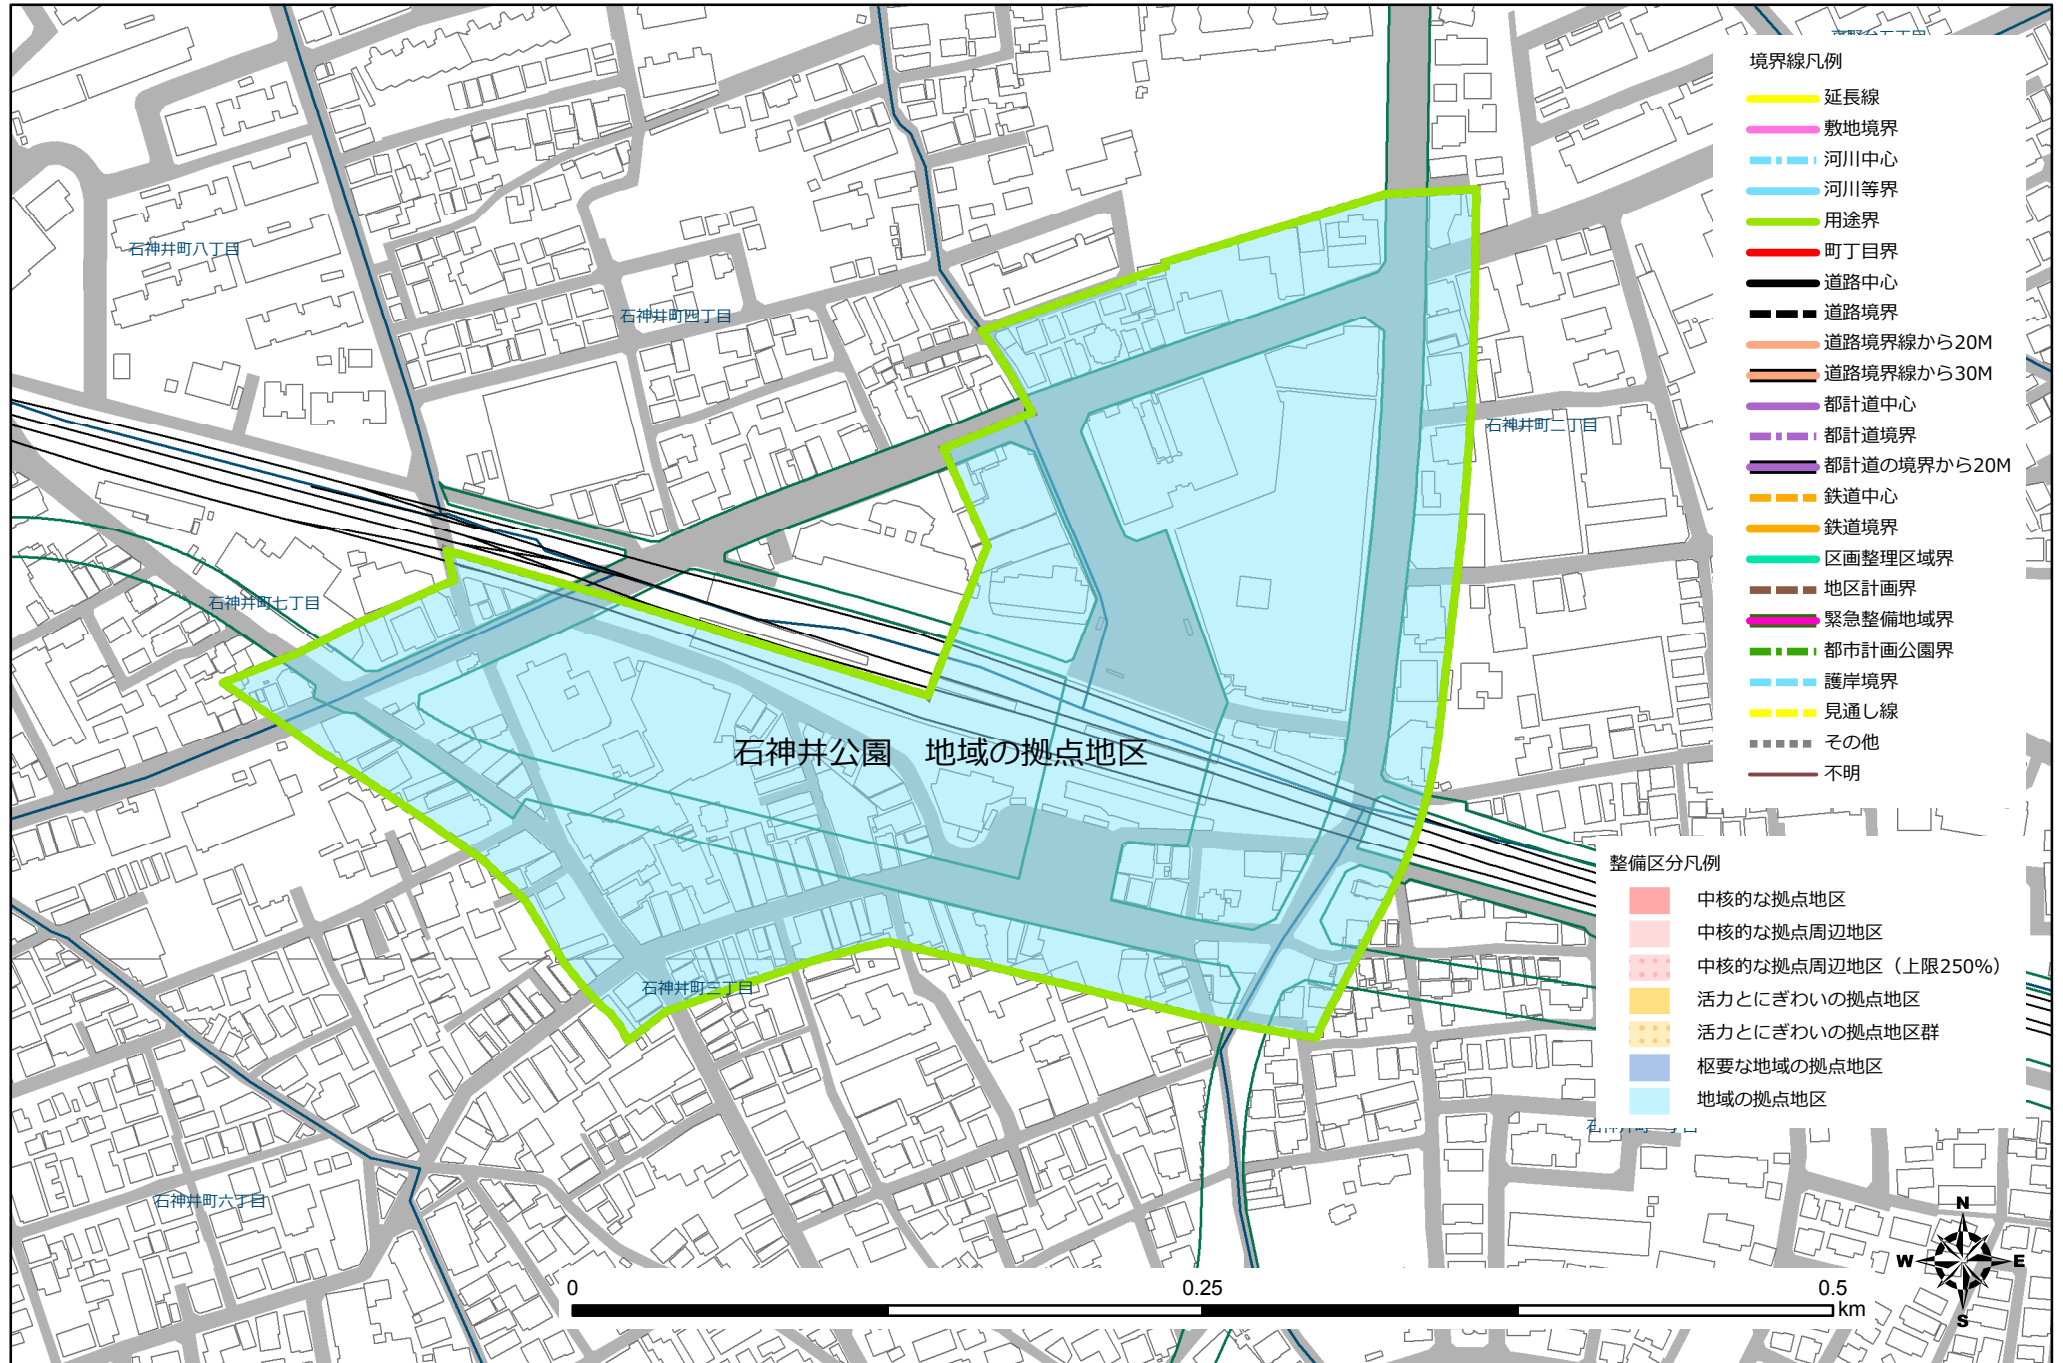 境界線凡例
延長線
敷地境界
河川中心
河川等界
用途界
町丁目界
道路中心
道路境界
道路境界線から20M
道路境界線から30M
都計道中心
都計道境界
都計道の境界から20M
鉄道中心
鉄道境界
区画整理区域界
地区計画界
緊急整備地域界
都市計画公園界
護岸境界
見通し線
その他
不明
石神井町八丁目
石神井町四丁目
石神井町二丁目
石神井町七丁目
石神井公園　地域の拠点地区
石神井町三丁目
石神井町六丁目
整備区分凡例
中核的な拠点地区
中核的な拠点周辺地区
中核的な拠点周辺地区（上限250%）
活力とにぎわいの拠点地区
活力とにぎわいの拠点地区群
枢要な地域の拠点地区
地域の拠点地区
N
W E
S
0 0.25 0.5
km